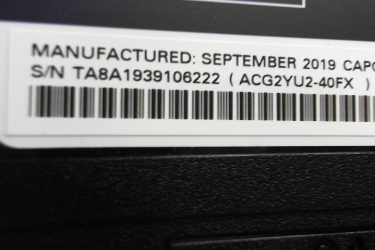 MANUFACTURED: SEPTEMBER 2019
S/N TA8A1939106222 ( ACG2YU2-40FX )